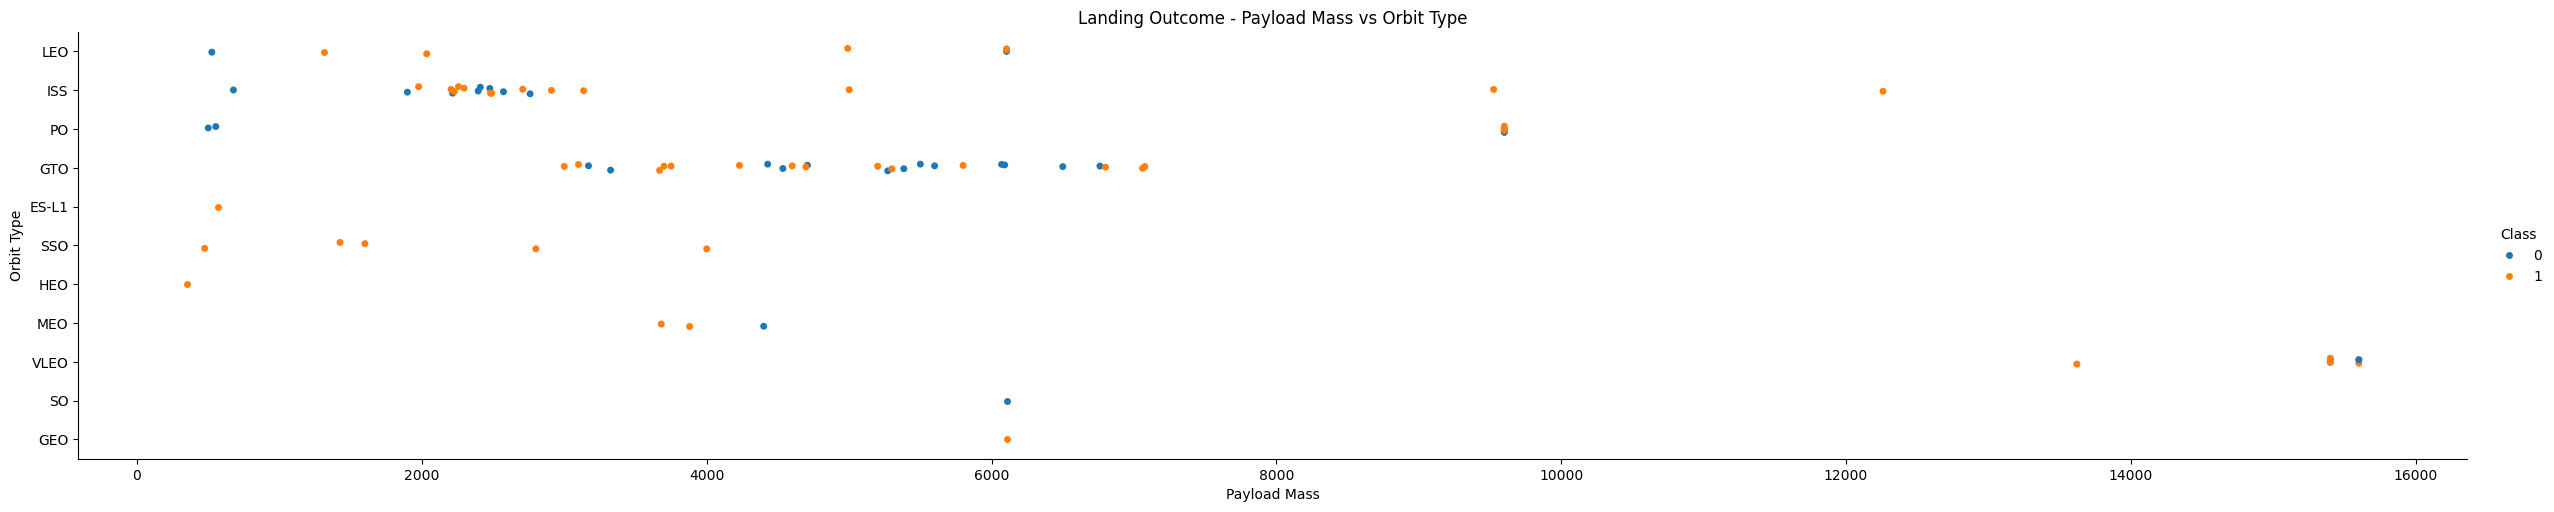 Landing Outcome - Payload Mass vs Orbit Type
Orbit Type
LEO
ISS
PO
GTO
ES-L1
SSO
HEO
MEO
VLEO
SO
GEO
0 2000 4000 6000 8000 10000 12000 14000 16000
Payload Mass
Class
0
1